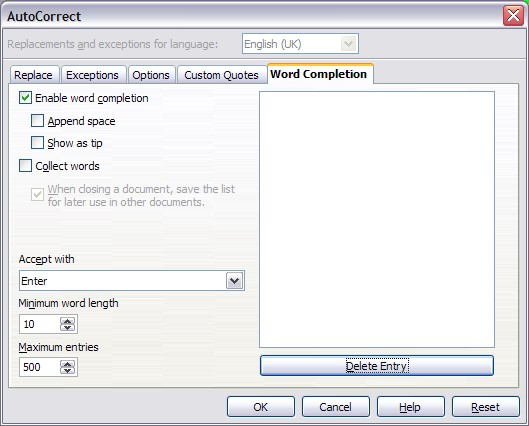 AutoCorrect
Replacements and exceptions for language: English (UK)
Replace Exceptions Options Custom Quotes Word Completion
Enable word completion
Append space
Show as tip
Collect words
When closing a document, save the list
for later use in other documents.
Accept with
Enter
Minimum word length
10
Maximum entries
500
Delete Entry
OK Cancel Help Reset